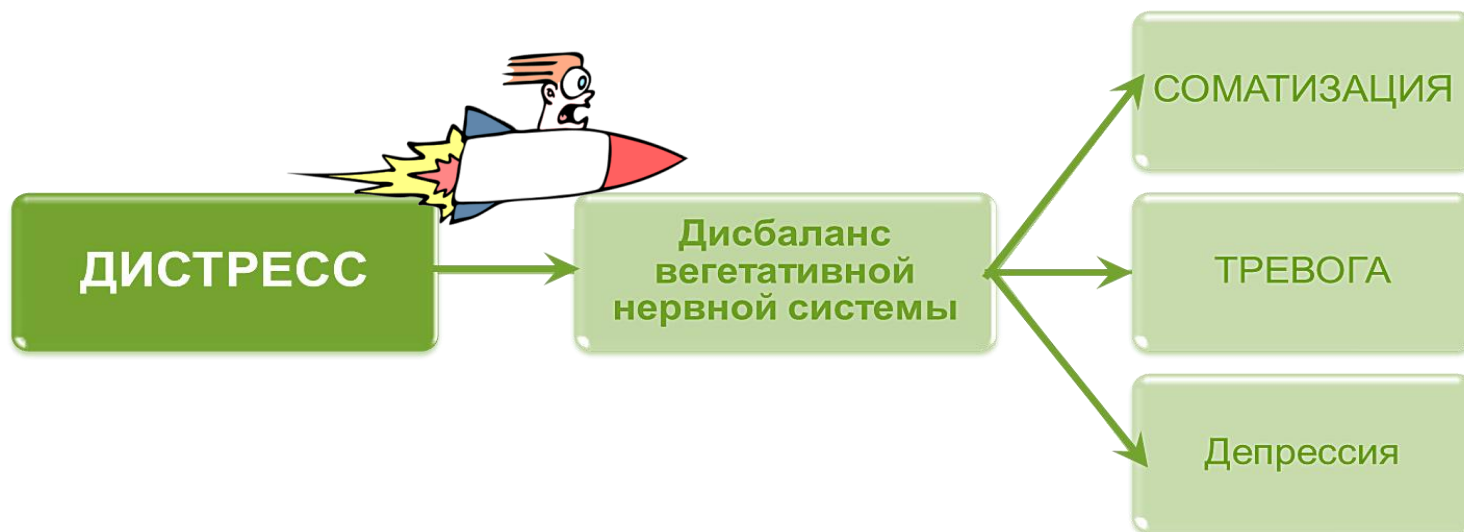 ДИСТРЕСС
Дисбаланс
вегетативной
нервной системы
СОМАТИЗАЦИЯ
ТРЕВОГА
Депрессия